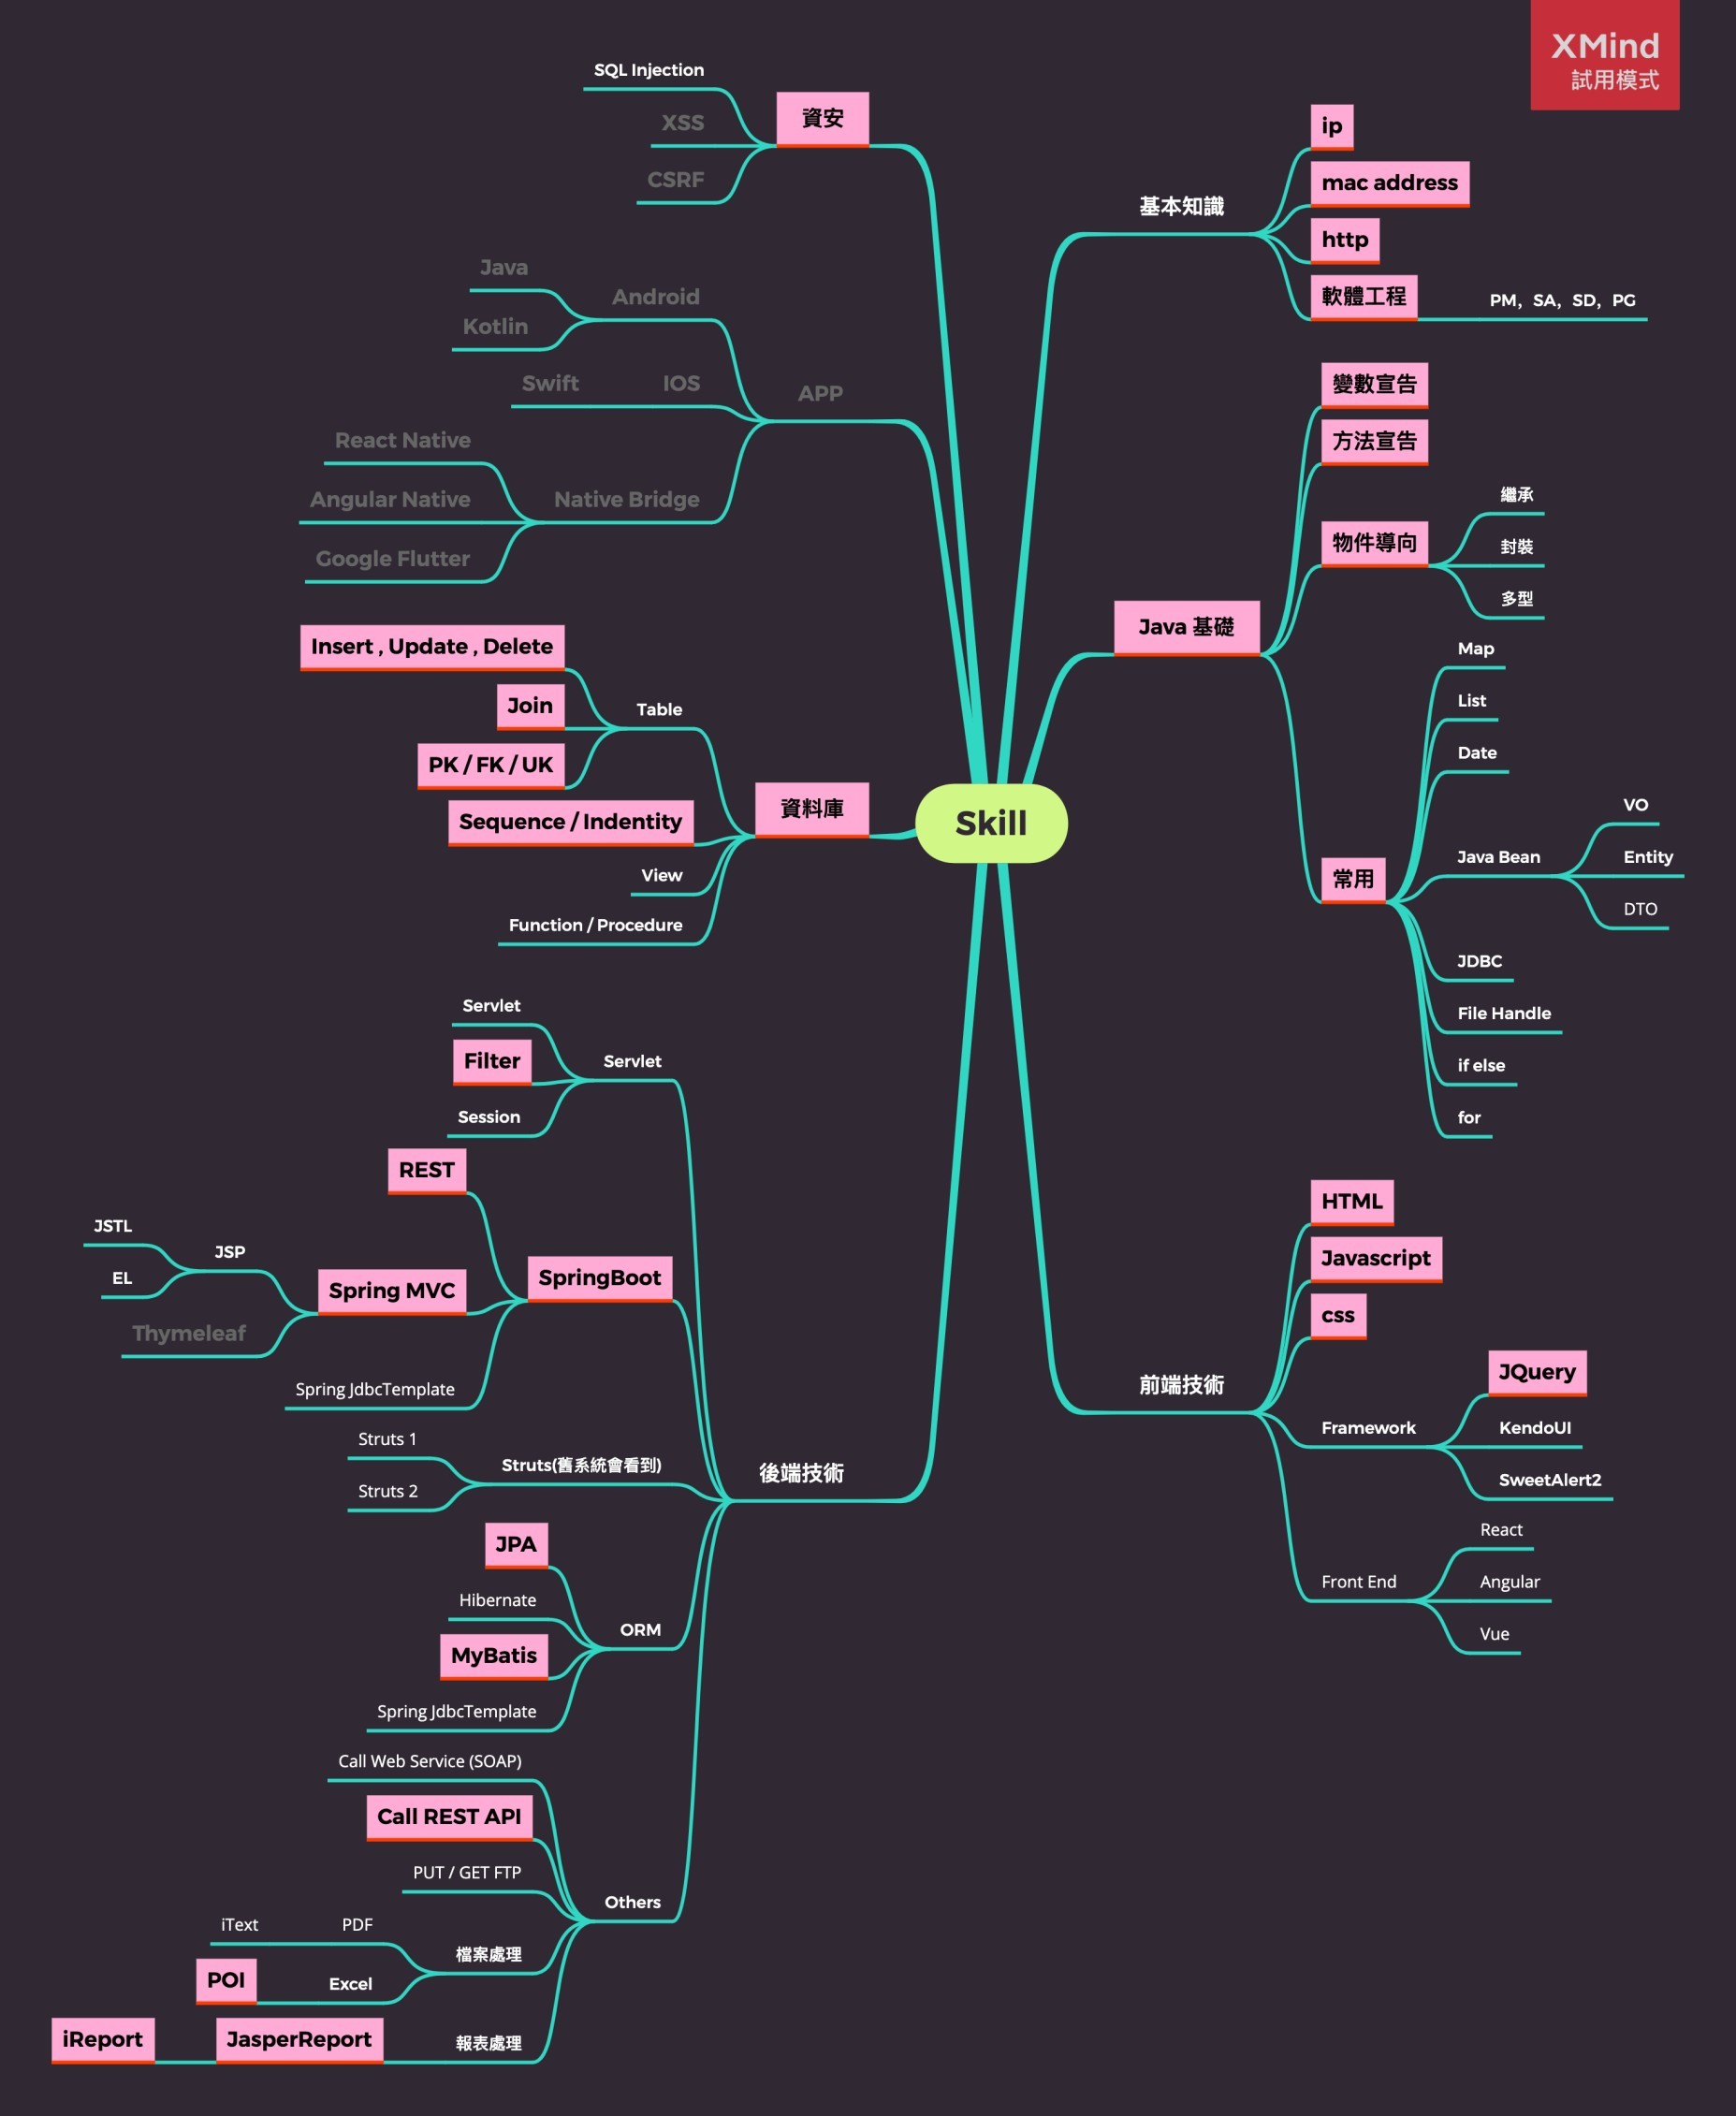 XMind
試用模式
Skill
基本知識
ip
mac address
http
軟體工程
PM，SA，SD，PG
Java 基礎
變數宣告
方法宣告
物件導向
繼承
封裝
多型
常用
Map
List
Date
Java Bean
VO
Entity
DTO
JDBC
File Handle
if else
for
前端技術
HTML
Javascript
css
Framework
JQuery
KendoUI
SweetAlert2
Front End
React
Angular
Vue
資安
SQL Injection
XSS
CSRF
APP
Android
Java
Kotlin
IOS
Swift
Native Bridge
React Native
Angular Native
Google Flutter
資料庫
Table
Insert , Update , Delete
Join
PK / FK / UK
Sequence / Indentity
View
Function / Procedure
後端技術
Servlet
Servlet
Filter
Session
SpringBoot
REST
Spring MVC
JSP
JSTL
EL
Thymeleaf
Spring JdbcTemplate
Struts(舊系統會看到)
Struts 1
Struts 2
ORM
JPA
Hibernate
MyBatis
Spring JdbcTemplate
Others
Call Web Service (SOAP)
Call REST API
PUT / GET FTP
檔案處理
PDF
iText
Excel
POI
報表處理
JasperReport
iReport